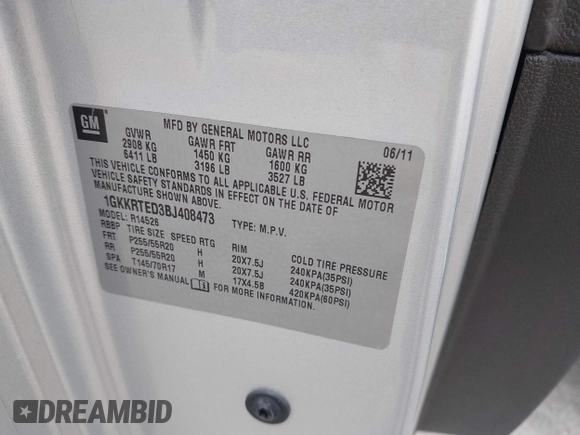 GM
MFD BY GENERAL MOTORS LLC
06/11
GVWR GAWR FRT GAWR RR
2908 KG 1450 KG 1600 KG
6411 LB 3196 LB 3527 LB
THIS VEHICLE CONFORMS TO ALL APPLICABLE U.S. FEDERAL MOTOR
VEHICLE SAFETY STANDARDS IN EFFECT ON THE DATE OF
MANUFACTURE SHOWN ABOVE.
1GKKRTED3BJ408473 TYPE: M.P.V.
MODEL: R14526
RBBP TIRE SIZE SPEED RTG RIM COLD TIRE PRESSURE
FRT P255/55R20 H 20X7.5J 240KPA(35PSI)
RR P255/55R20 H 20X7.5J 240KPA(35PSI)
SPA T145/70R17 M 17X4.5B 420KPA(60PSI)
SEE OWNER'S MANUAL FOR MORE INFORMATION.
DREAMBID